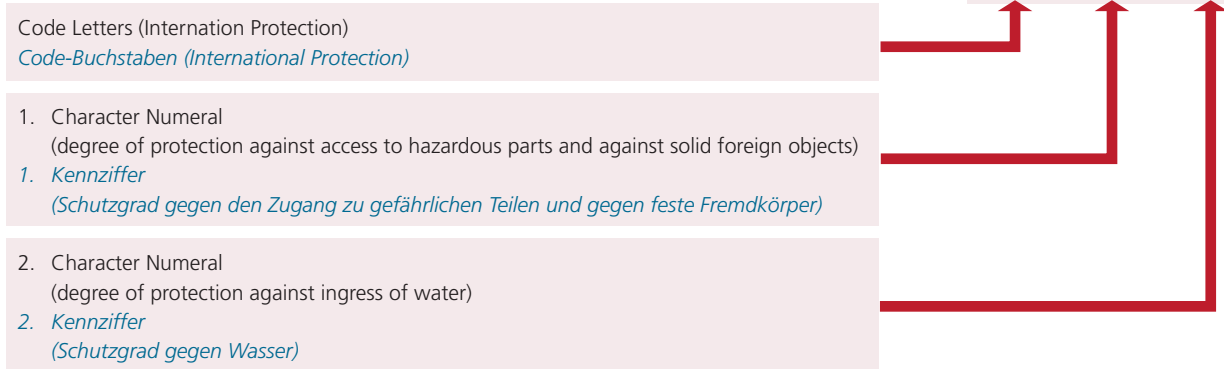 Code Letters (Internation Protection)
Code-Buchstaben (International Protection)
1. Character Numeral
(degree of protection against access to hazardous parts and against solid foreign objects)
1. Kennziffer
(Schutzgrad gegen den Zugang zu gefährlichen Teilen und gegen feste Fremdkörper)
2. Character Numeral
(degree of protection against ingress of water)
2. Kennziffer
(Schutzgrad gegen Wasser)